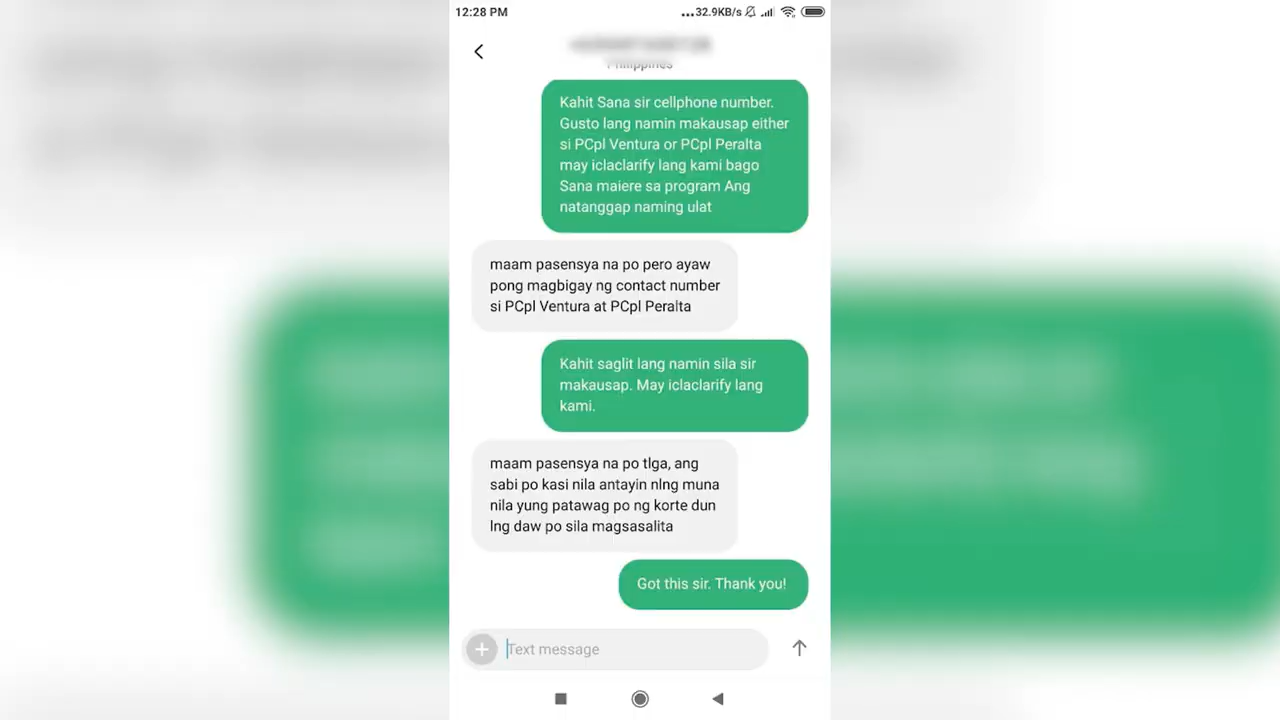 12:28 PM
...32.9KB/s
Philippines
Kahit Sana sir cellphone number.
Gusto lang namin makausap either
si PCpl Ventura or PCpl Peralta
may iclaclarify lang kami bago
Sana maiere sa program Ang
natanggap naming ulat
maam pasensya na po pero ayaw
pong magbigay ng contact number
si PCpl Ventura at PCpl Peralta
Kahit saglit lang namin sila sir
makausap. May iclaclarify lang
kami.
maam pasensya na po tlga, ang
sabi po kasi nila antayin nlng muna
nila yung patawag po ng korte dun
lng daw po sila magsasalita
Got this sir. Thank you!
Text message